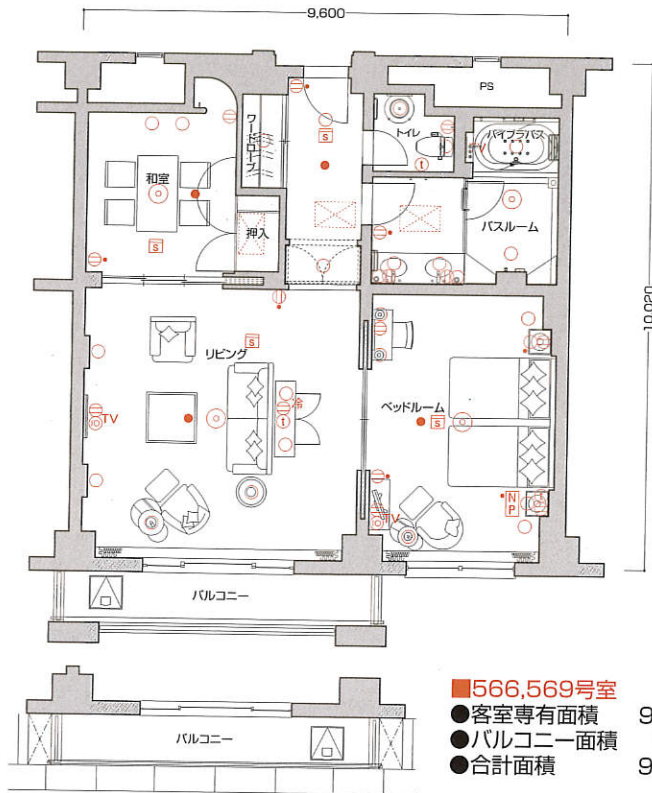 9,600
PS
トイレ
バイブラバス
ワードローブ
S
和室
t
TV
バスルーム
S
押入
10,020
リビング
S
ベッドルーム
TV
t
S
N
P
TV
バルコニー
バルコニー
■566,569号室
●客室専有面積 9
●バルコニー面積
●合計面積 9